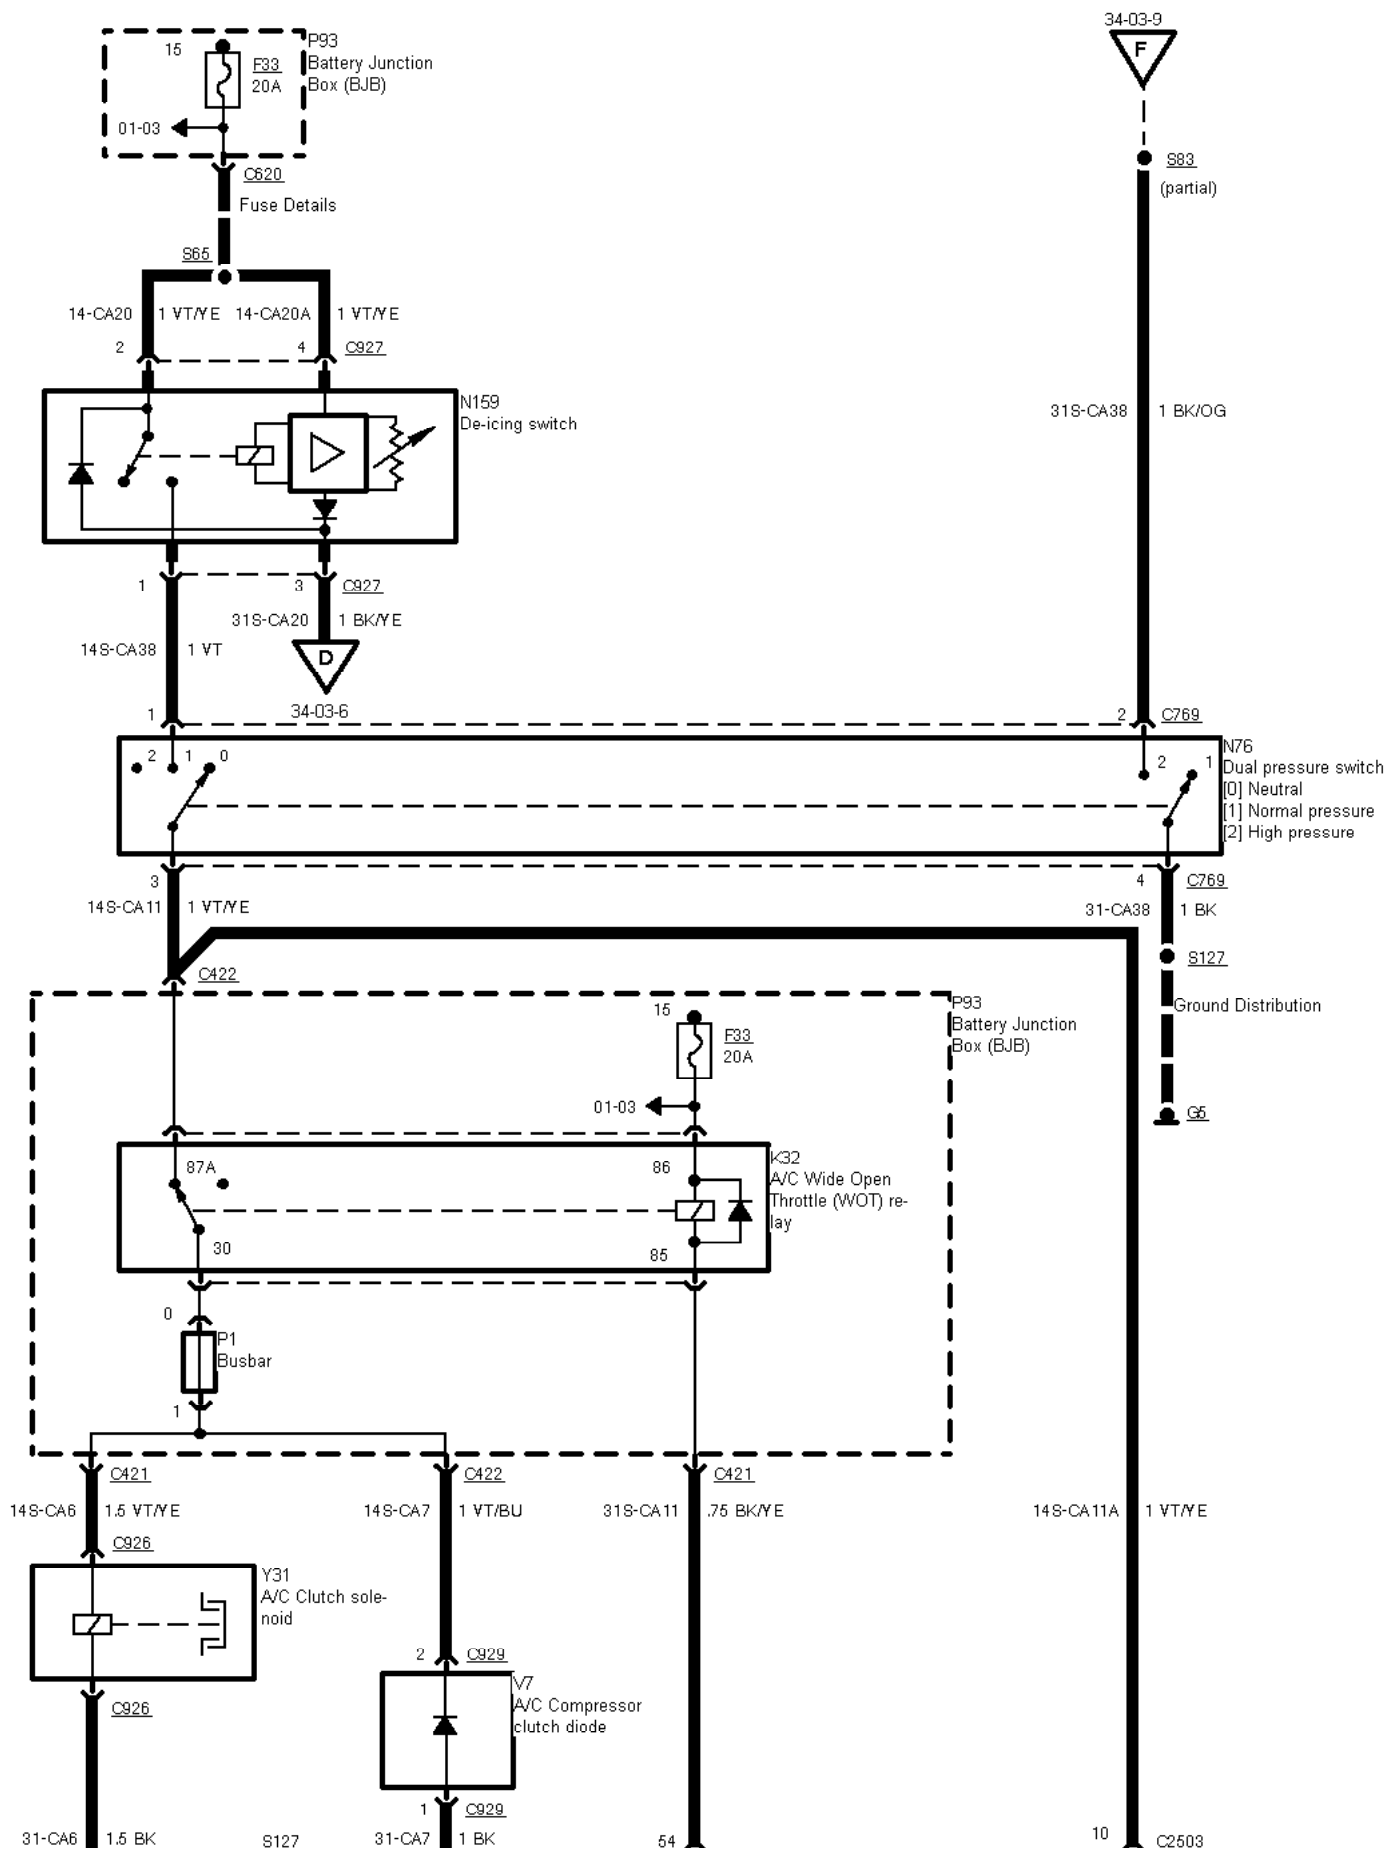 34-03-9
F
P93
Battery Junction
Box (BJB)
15
F33
20A
01-03
C620
Fuse Details
S83
(partial)
S65
14-CA20
1 VT/YE
14-CA20A
1 VT/YE
2
4
C927
N159
De-icing switch
31S-CA38
1 BK/OG
1
3
C927
31S-CA20
1 BK/YE
14S-CA38
1 VT
D
34-03-6
1
2
C769
2
1
0
2
1
N76
Dual pressure switch
[0] Neutral
[1] Normal pressure
[2] High pressure
3
4
C769
14S-CA11
1 VT/YE
31-CA38
1 BK
S127
C422
Ground Distribution
P93
Battery Junction
Box (BJB)
15
F33
20A
01-03
G5
87A
86
K32
A/C Wide Open
Throttle (WOT) re-
lay
30
85
0
P1
Busbar
1
C421
C422
C421
14S-CA6
1.5 VT/YE
14S-CA7
1 VT/BU
31S-CA11
.75 BK/YE
14S-CA11A
1 VT/YE
C926
Y31
A/C Clutch sole-
noid
2
C929
C926
V7
A/C Compressor
clutch diode
1
C929
31-CA6
1.5 BK
S127
31-CA7
1 BK
54
10
C2503